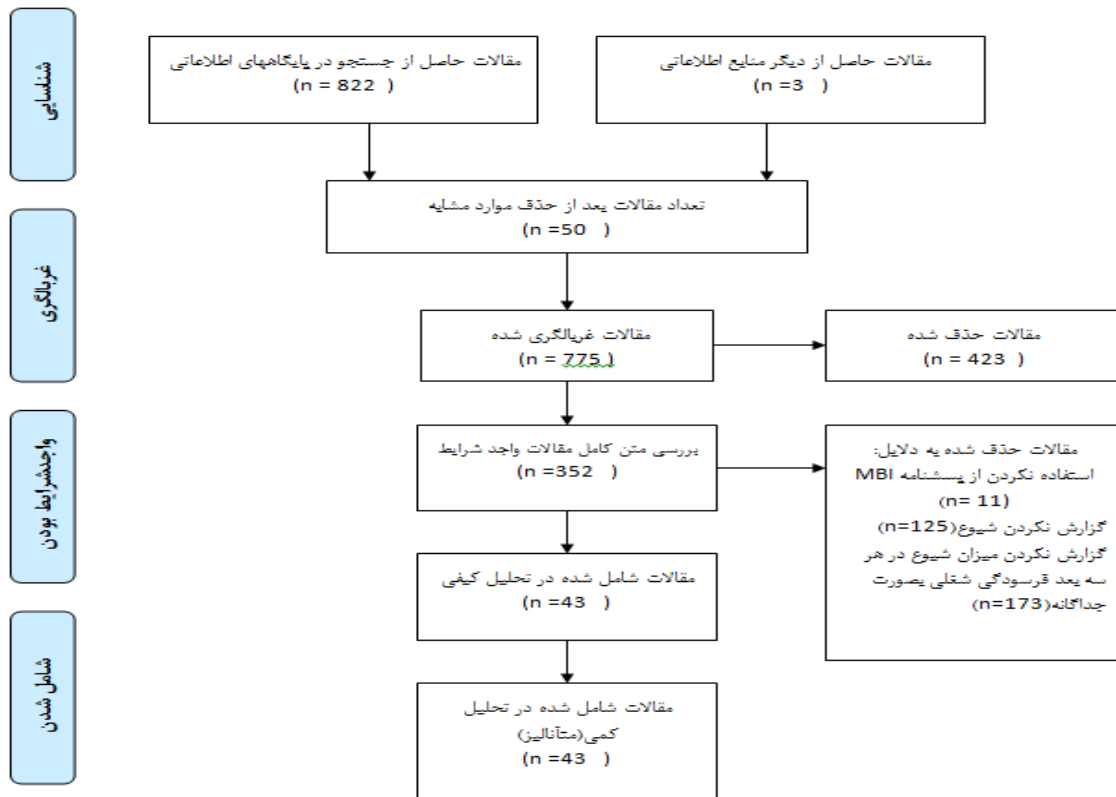 شناسایی
مقالات حاصل از جستجو در پایگاههای اطلاعاتی
(n = 822 )
مقالات حاصل از دیگر منابع اطلاعاتی
(n =3 )
تعداد مقالات بعد از حذف موارد مشابه
(n =50 )
غربالگری
مقالات غربالگری شده
(n = 775)
مقالات حذف شده
(n = 423 )
واجدشرایط بودن
بررسی متن کامل مقالات واجد شرایط
(n =352 )
مقالات حذف شده به دلایل:
استفاده نکردن از پسشنامه MBI
(n= 11)
گزارش نکردن شیوع(n=125)
گزارش نکردن میزان شیوع در هر
سه بعد فرسودگی شغلی بصورت
جداگانه(n=173)
مقالات شامل شده در تحلیل کیفی
(n =43 )
شامل شدن
مقالات شامل شده در تحلیل
کمی(متاآنالیز)
(n =43 )